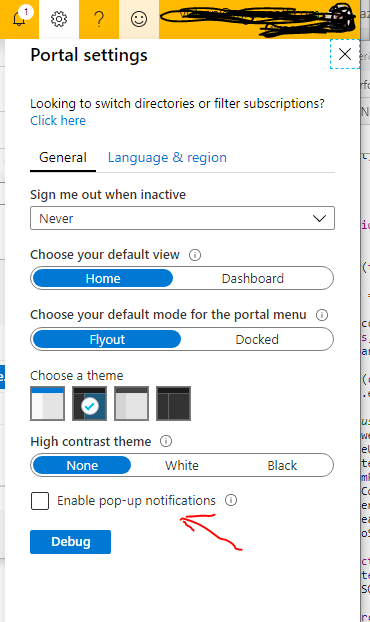 1
?
Portal settings
Looking to switch directories or filter subscriptions?
Click here
General
Language & region
Sign me out when inactive
Never
Choose your default view
Home
Dashboard
Choose your default mode for the portal menu
Flyout
Docked
Choose a theme
High contrast theme
None
White
Black
Enable pop-up notifications
Debug